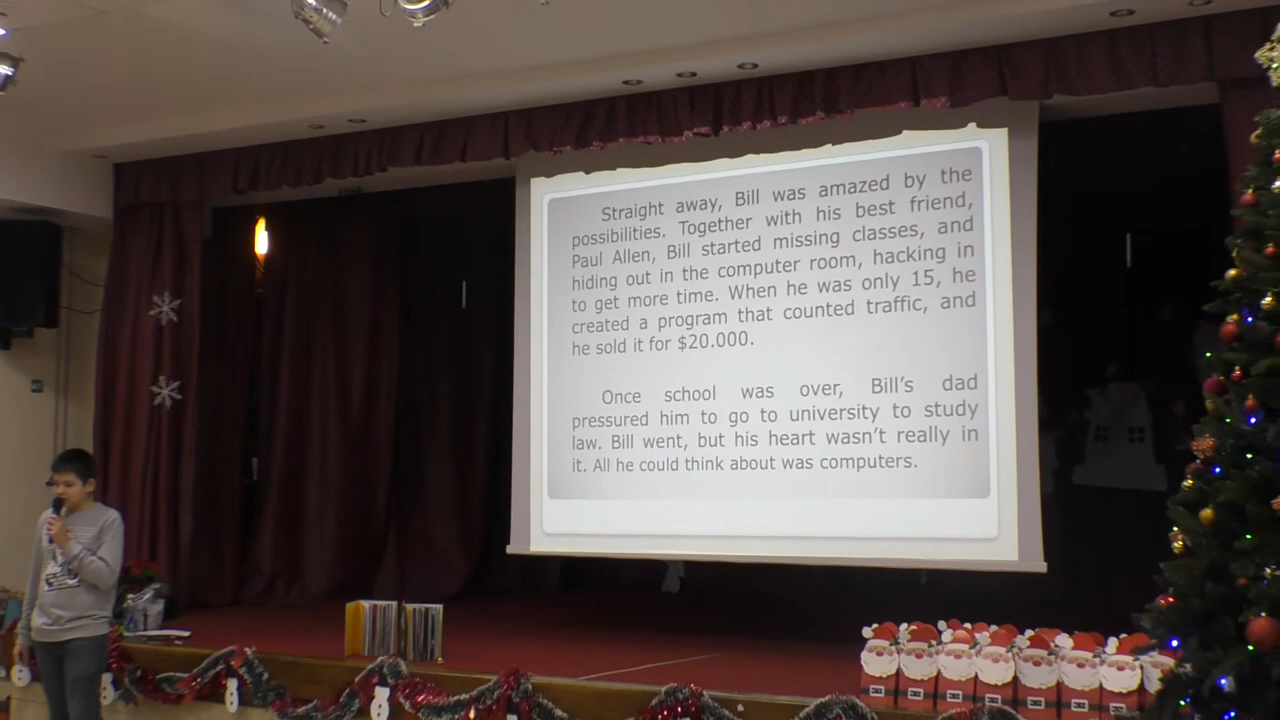 Straight away, Bill was amazed by the
possibilities. Together with his best friend,
Paul Allen, Bill started missing classes, and
hiding out in the computer room, hacking in
to get more time. When he was only 15, he
created a program that counted traffic, and
he sold it for $20.000.
Once school was over, Bill's dad
pressured him to go to university to study
law. Bill went, but his heart wasn't really in
it. All he could think about was computers.